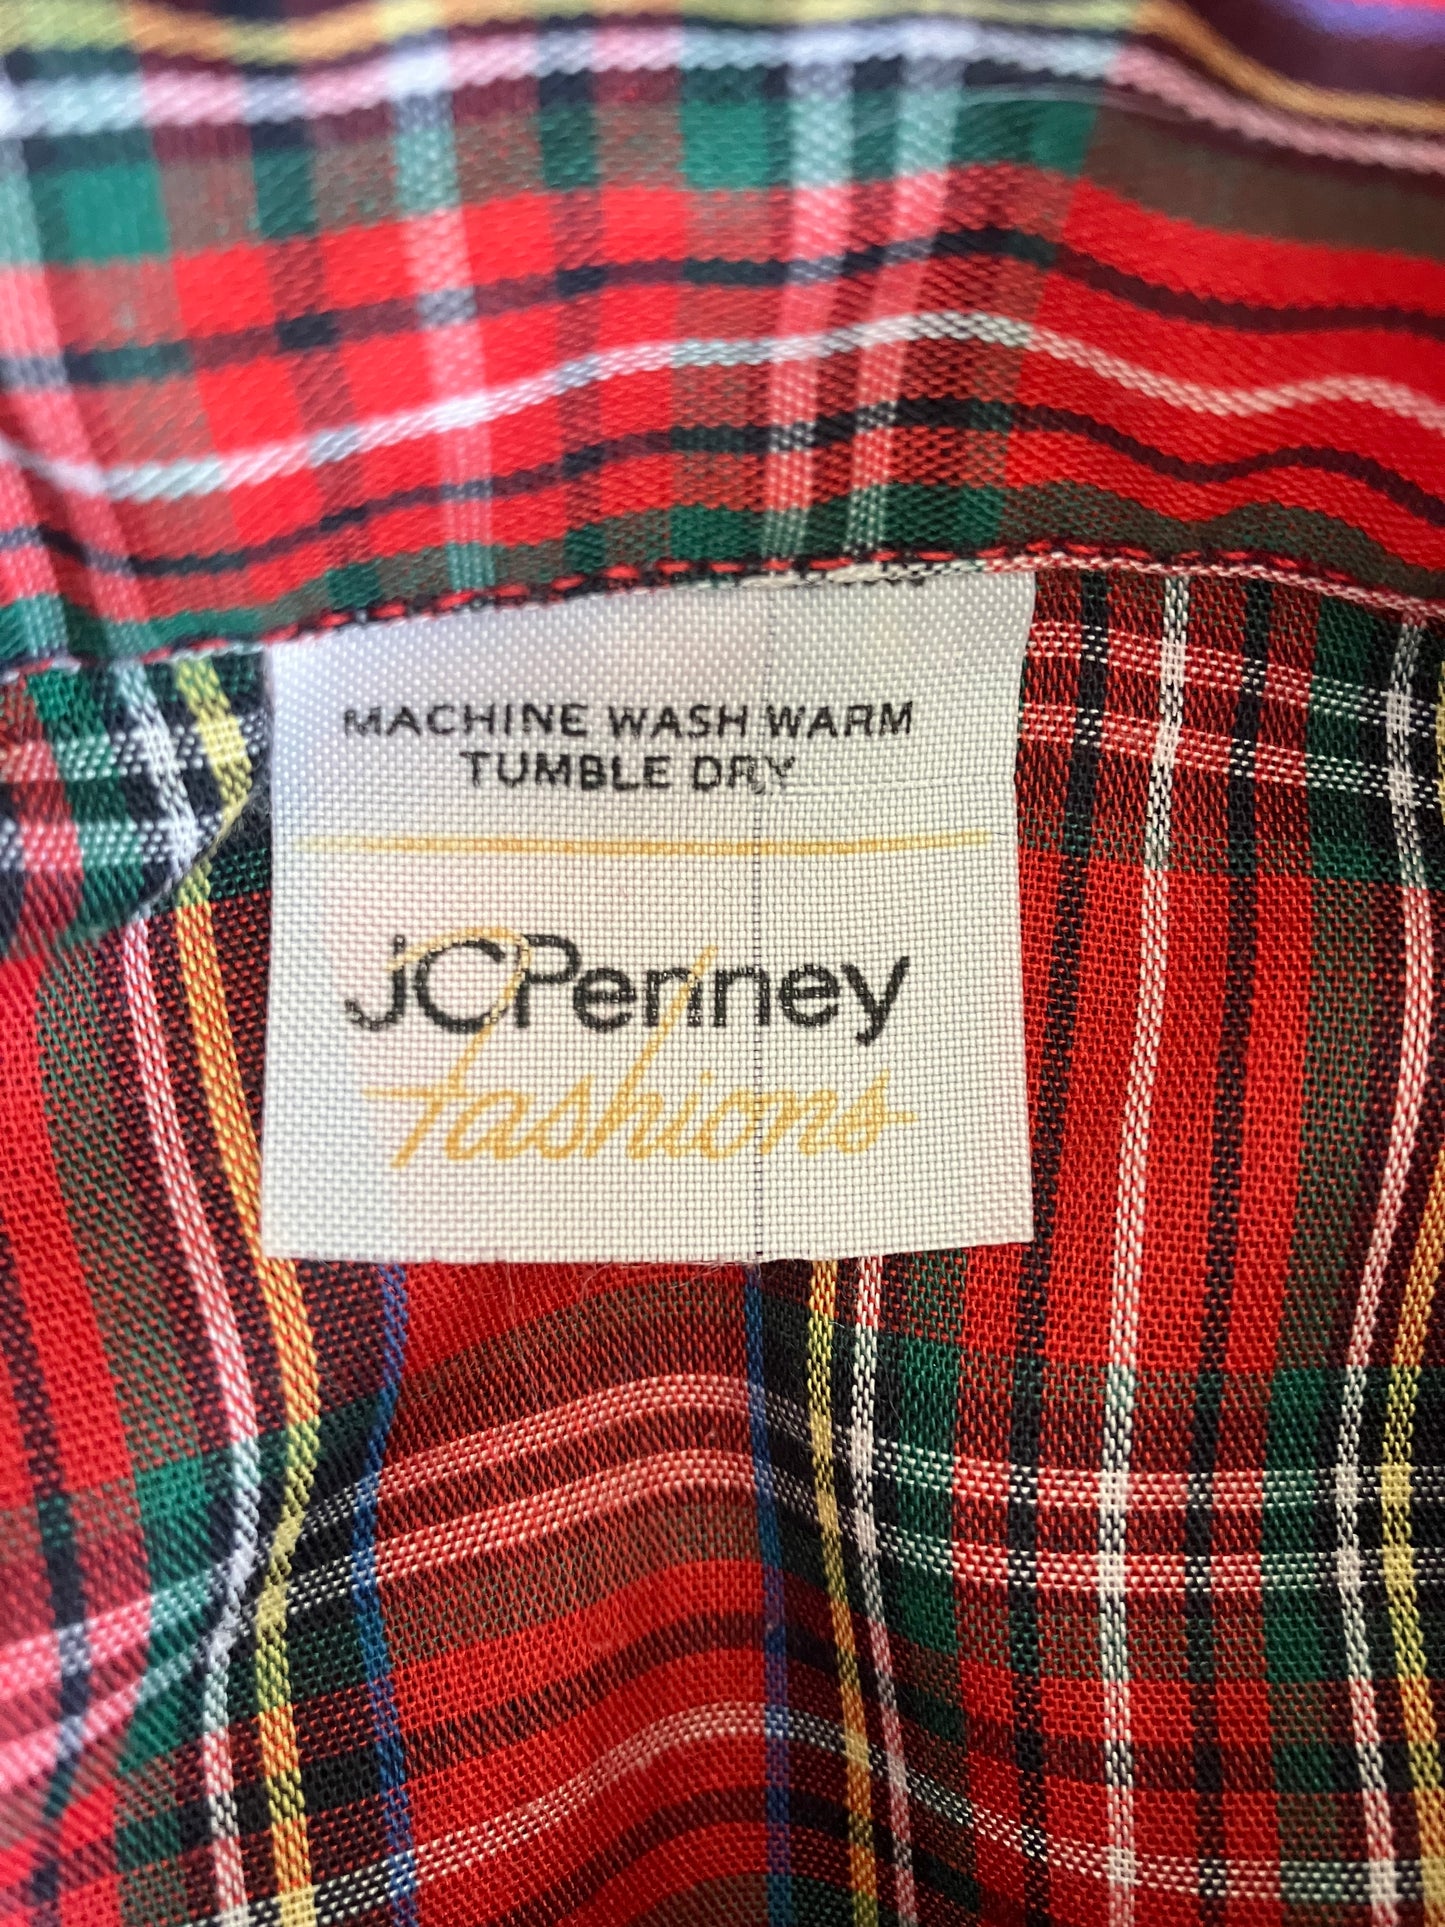 MACHINE WASH WARM
TUMBLE DRY
JCPenney
fashions